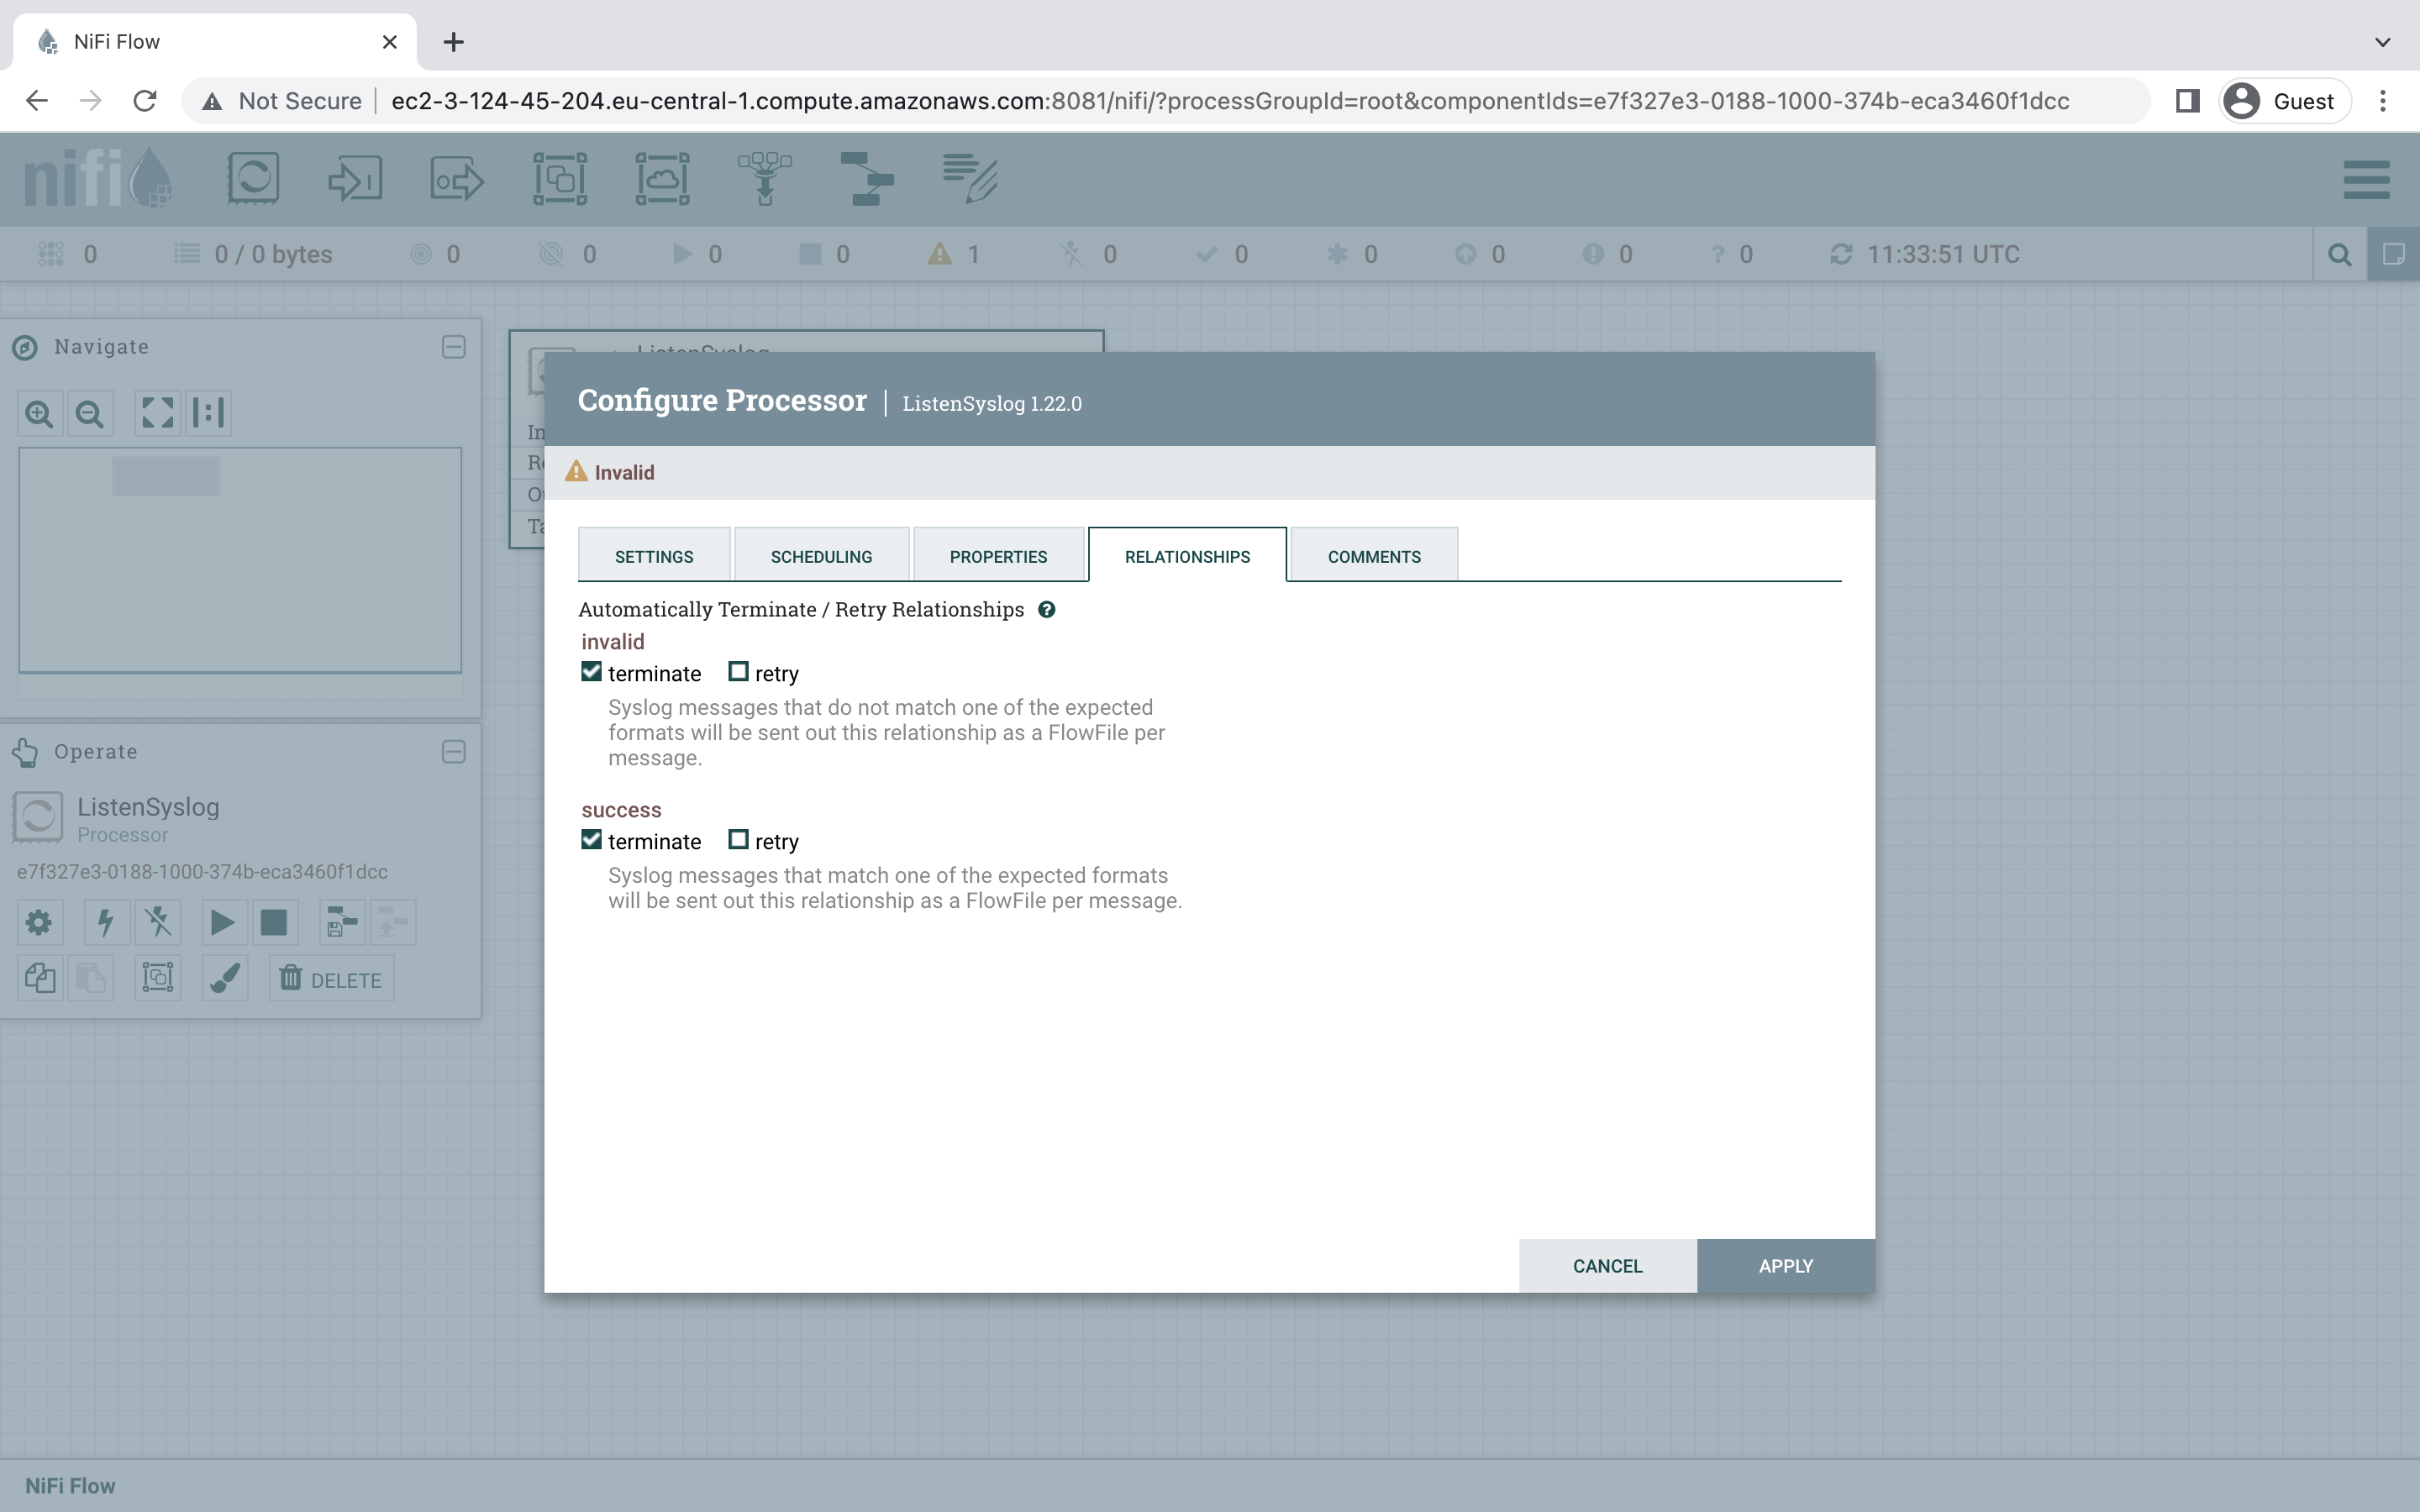 NiFi Flow
Not Secure
ec2-3-124-45-204.eu-central-1.compute.amazonaws.com:8081/nifi/?processGroupId=root&componentIds=e7f327e3-0188-1000-374b-eca3460f1dcc
Guest
nifi
0
0 / 0 bytes
0
0
0
0
1
0
0
0
0
0
0
11:33:51 UTC
Navigate
ListenSyslog
In
Configure Processor
ListenSyslog 1.22.0
Invalid
SETTINGS
SCHEDULING
PROPERTIES
RELATIONSHIPS
COMMENTS
Automatically Terminate / Retry Relationships
invalid
terminate
retry
Syslog messages that do not match one of the expected
formats will be sent out this relationship as a FlowFile per
message.
success
terminate
retry
Syslog messages that match one of the expected formats
will be sent out this relationship as a FlowFile per message.
CANCEL
APPLY
Operate
ListenSyslog
Processor
e7f327e3-0188-1000-374b-eca3460f1dcc
DELETE
NiFi Flow